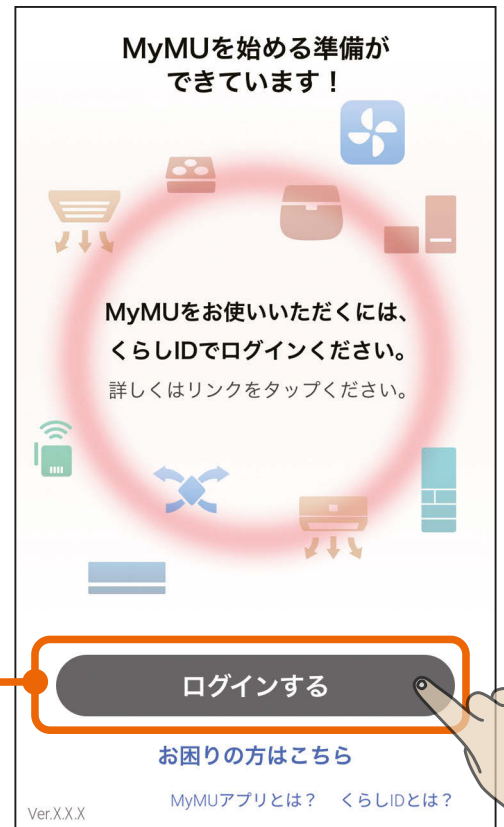 MyMUを始める準備が
できています！
MyMUをお使いいただくには、
くらしIDでログインください。
詳しくはリンクをタップください。
ログインする
お困りの方はこちら
Ver.X.X.X
MyMUアプリとは？ くらしIDとは？